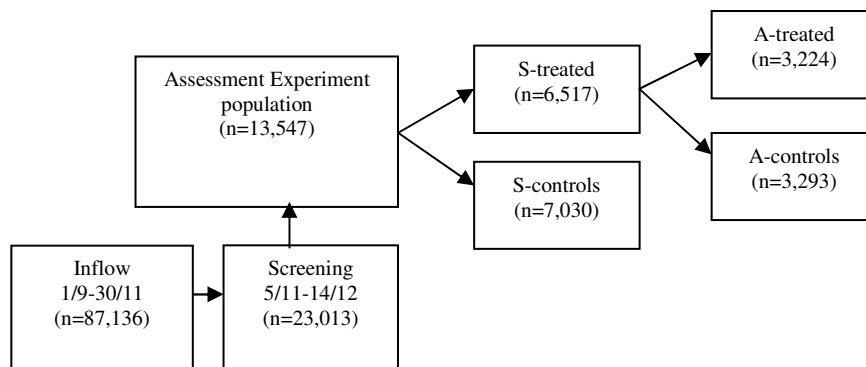 Assessment Experiment
population
(n=13,547)
S-treated
(n=6,517)
A-treated
(n=3,224)
A-controls
(n=3,293)
S-controls
(n=7,030)
Inflow
1/9-30/11
(n=87,136)
Screening
5/11-14/12
(n=23,013)